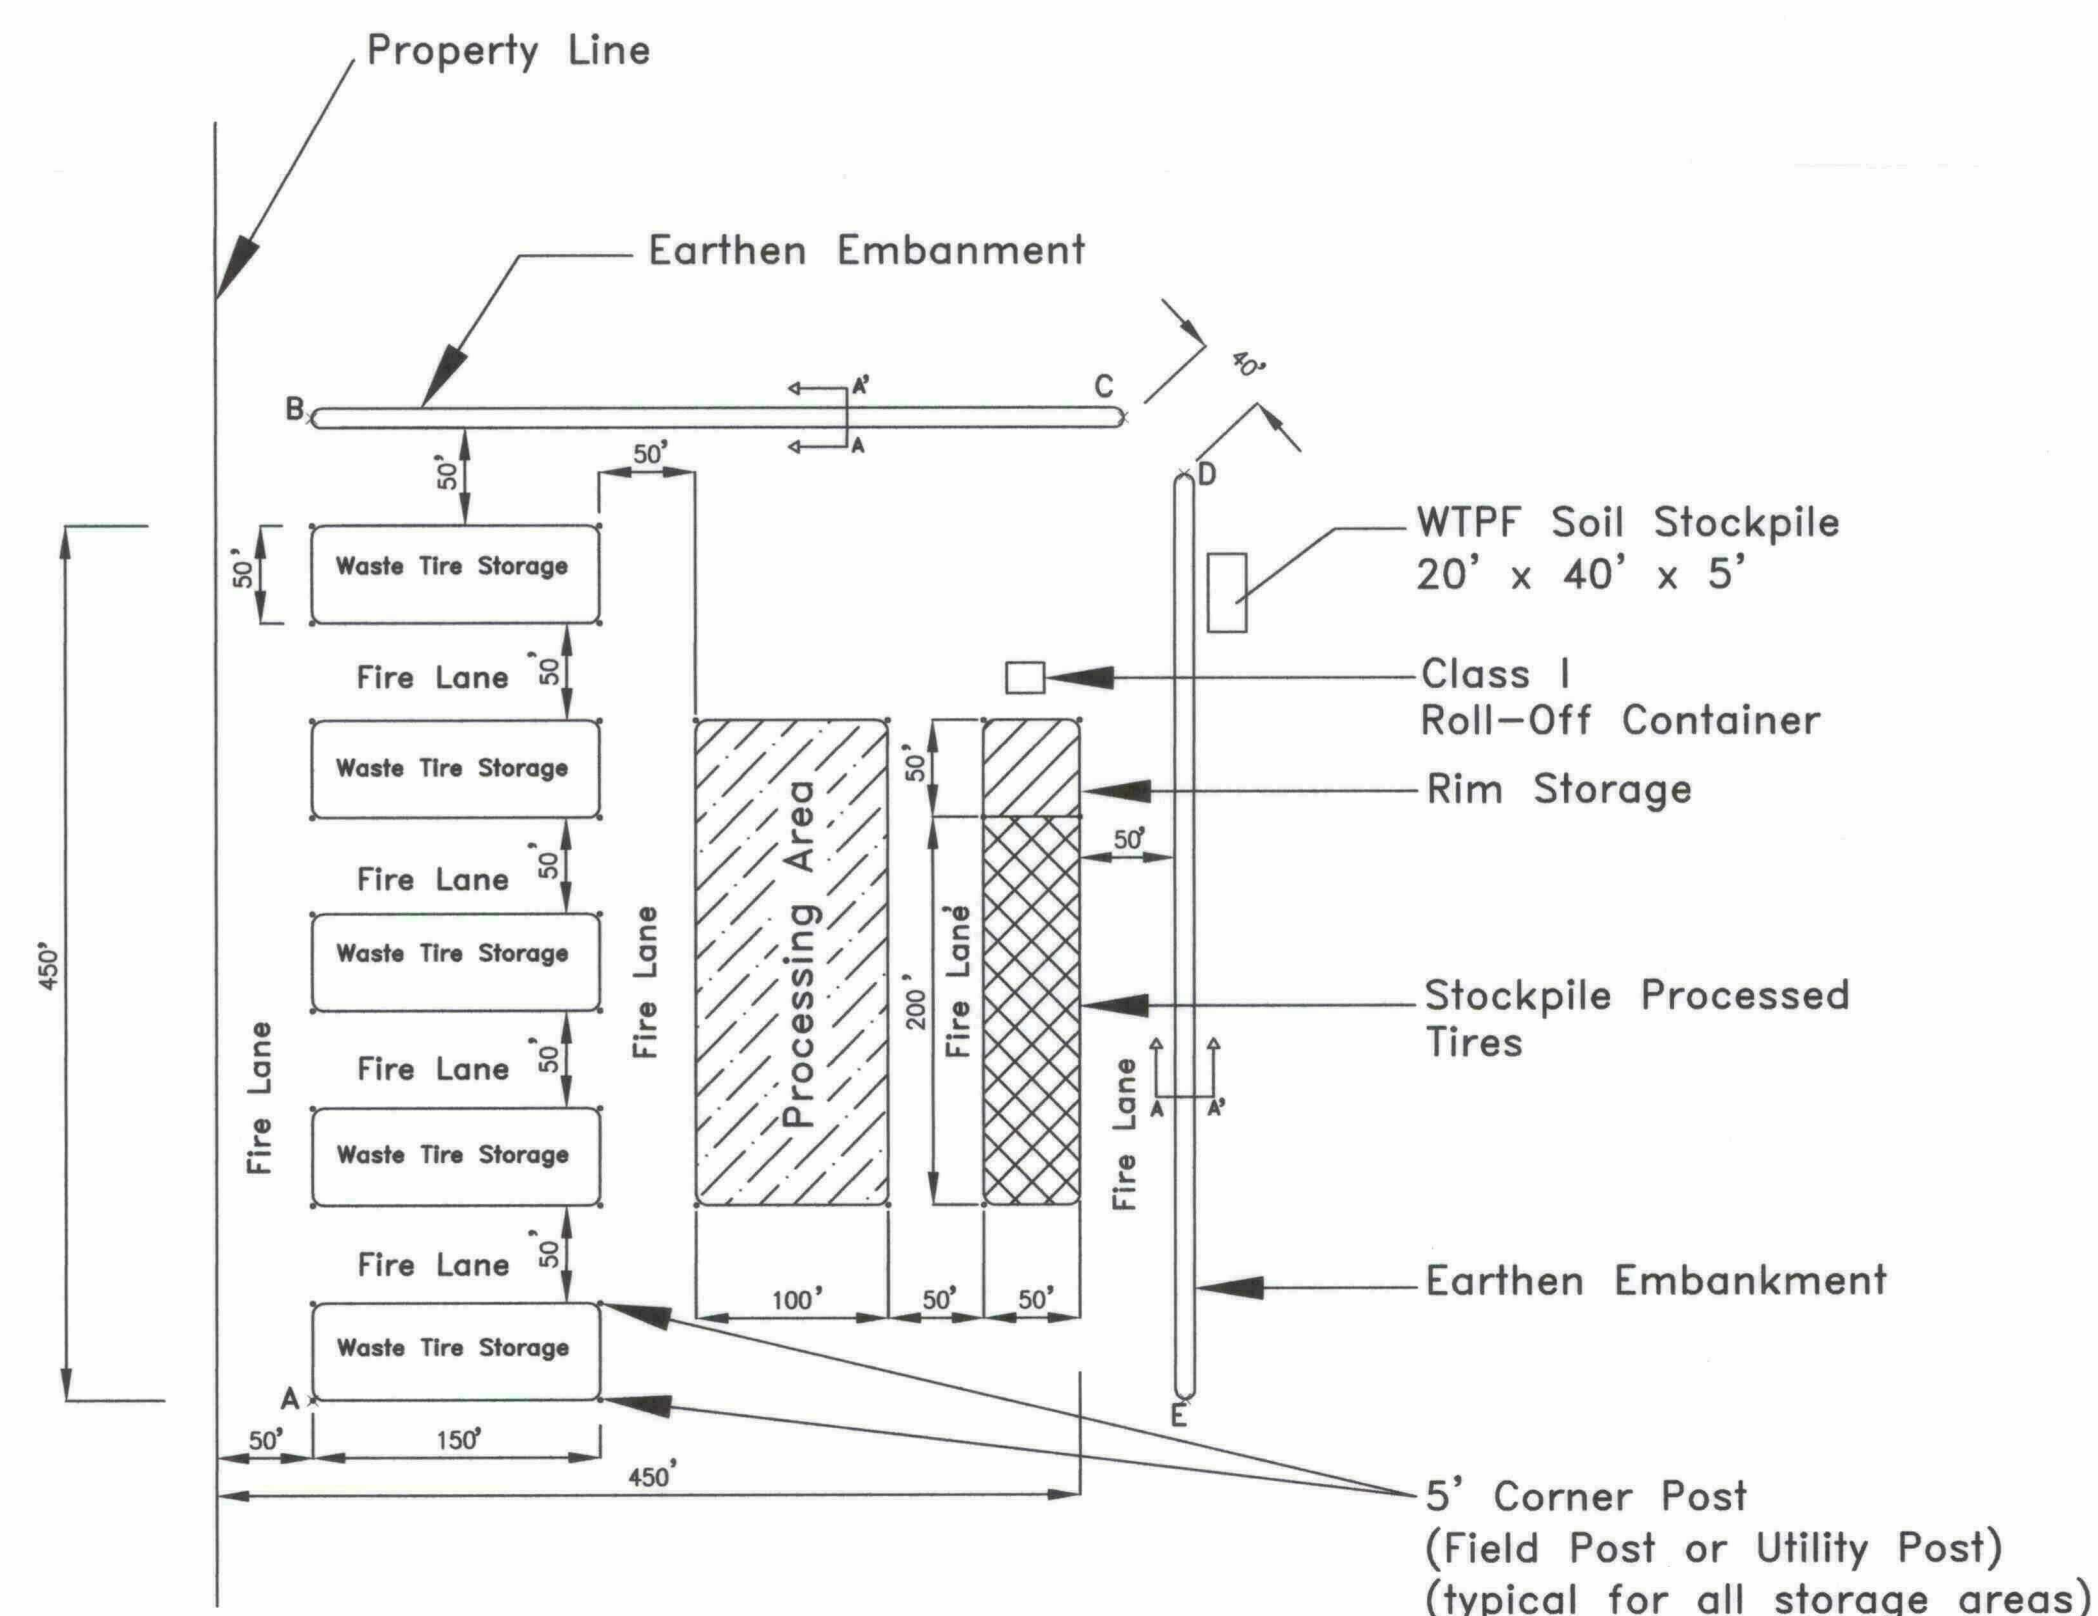 Property Line
Earthen Embanment
40'
B
C
A'
A
50'
50'
D
WTPF Soil Stockpile
20' x 40' x 5'
50'
Waste Tire Storage
Fire Lane
50'
Class I
Roll-Off Container
Waste Tire Storage
50'
Rim Storage
50'
Fire Lane
50'
Processing Area
450'
Waste Tire Storage
Fire Lane
200'
Fire Lane
Stockpile Processed
Tires
Fire Lane
50'
Fire Lane
Fire Lane
A
A'
Waste Tire Storage
Fire Lane
50'
Earthen Embankment
100'
50'
50'
Waste Tire Storage
A
E
50'
150'
450'
5' Corner Post
(Field Post or Utility Post)
(typical for all storage areas)